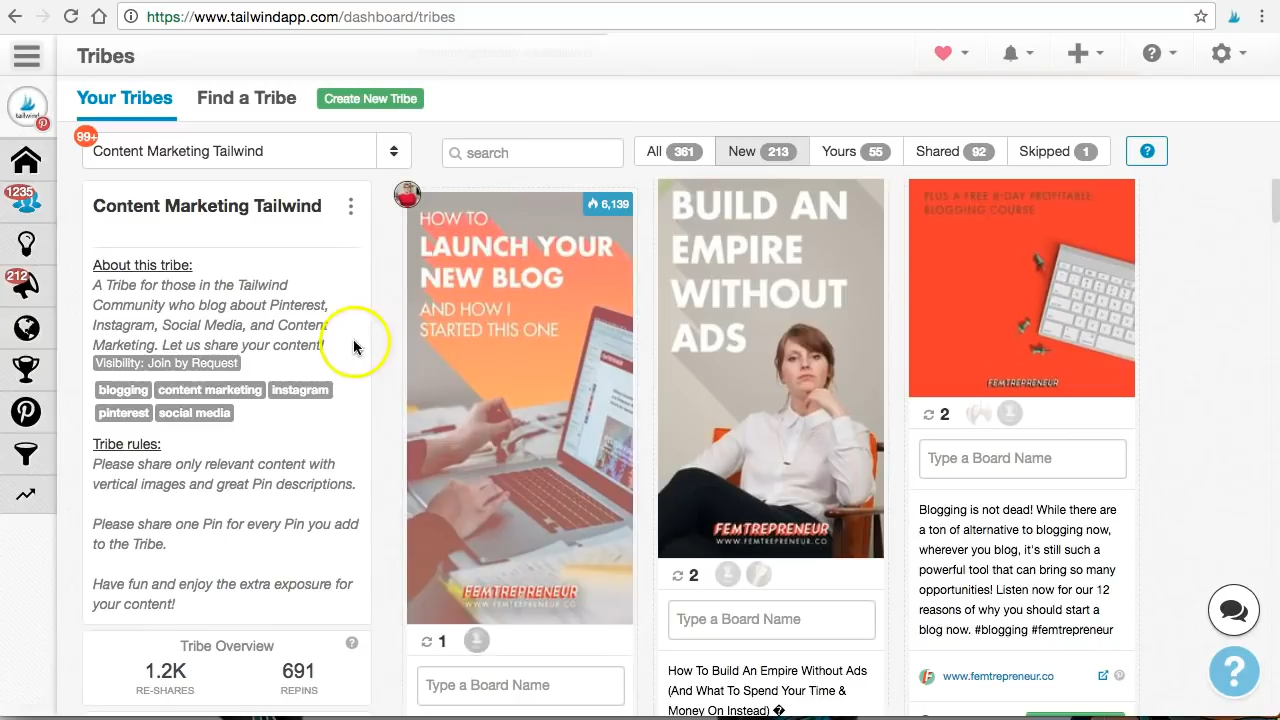 https://www.tailwindapp.com/dashboard/tribes
Tribes
Your Tribes
Find a Tribe
Create New Tribe
99+
Content Marketing Tailwind
search
All 361
New 213
Yours 55
Shared 92
Skipped 1
?
tailwind
1235
212
Content Marketing Tailwind
About this tribe:
A Tribe for those in the Tailwind
Community who blog about Pinterest,
Instagram, Social Media, and Content
Marketing. Let us share your content!
Visibility: Join by Request
blogging content marketing instagram
pinterest social media
Tribe rules:
Please share only relevant content with
vertical images and great Pin descriptions.
Please share one Pin for every Pin you add
to the Tribe.
Have fun and enjoy the extra exposure for
your content!
Tribe Overview
?
1.2K
RE-SHARES
691
REPINS
6,139
HOW TO
LAUNCH YOUR
NEW BLOG
AND HOW I
STARTED THIS ONE
FEMTREPRENEUR
WWW.FEMTREPRENEUR.CO
1
Type a Board Name
BUILD AN
EMPIRE
WITHOUT
ADS
FEMTREPRENEUR
WWW.FEMTREPRENEUR.CO
2
Type a Board Name
How To Build An Empire Without Ads
(And What To Spend Your Time &
Money On Instead) �
PLUS A FREE 8-DAY PROFITABLE
BLOGGING COURSE
FEMTREPRENEUR
2
Type a Board Name
Blogging is not dead! While there are
a ton of alternative to blogging now,
wherever you blog, it's still such a
powerful tool that can bring so many
opportunities! Listen now for our 12
reasons of why you should start a
blog now. #blogging #femtrepreneur
www.femtrepreneur.co
?